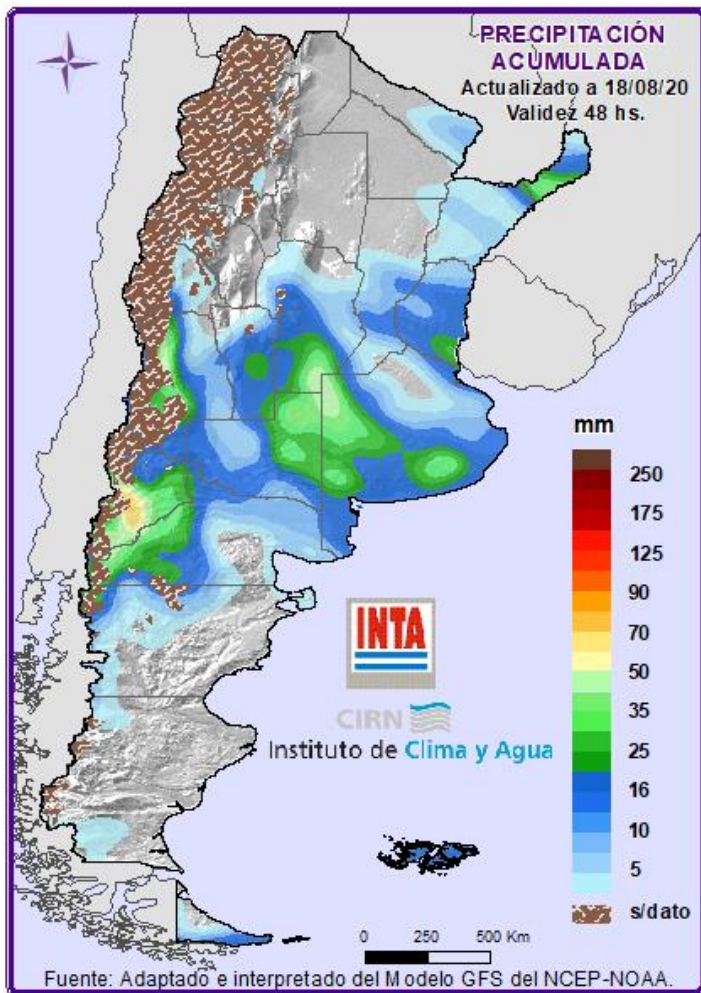 PRECIPITACIÓN
ACUMULADA
Actualizado a 18/08/20
Validez 48 hs.
mm
250
175
125
90
70
50
35
25
16
10
5
s/dato
INTA
CIRN
Instituto de Clima y Agua
0 250 500 Km
Fuente: Adaptado e interpretado del Modelo GFS del NCEP-NOAA.